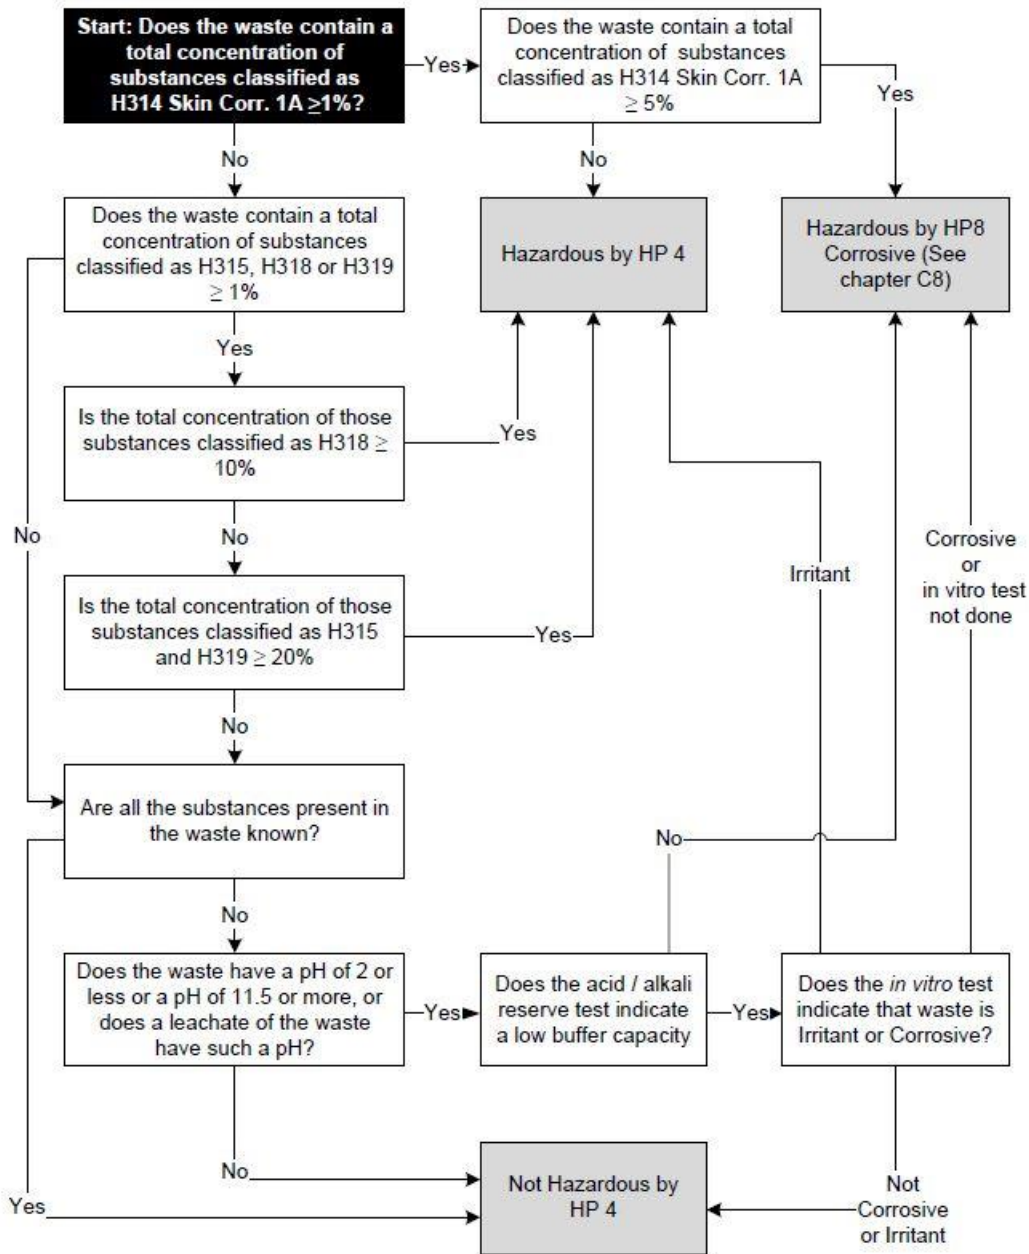 Start: Does the waste contain a
total concentration of
substances classified as
H314 Skin Corr. 1A ≥1%?
Yes
Does the waste contain a total
concentration of substances
classified as H314 Skin Corr. 1A
≥ 5%
Yes
No
No
Does the waste contain a total
concentration of substances
classified as H315, H318 or H319
≥ 1%
Hazardous by HP 4
Hazardous by HP8
Corrosive (See
chapter C8)
Yes
Is the total concentration of those
substances classified as H318 ≥
10%
Yes
No
No
Is the total concentration of those
substances classified as H315
and H319 ≥ 20%
Yes
Irritant
Corrosive
or
in vitro test
not done
No
Are all the substances present in
the waste known?
No
No
Does the waste have a pH of 2 or
less or a pH of 11.5 or more, or
does a leachate of the waste
have such a pH?
Yes
Does the acid / alkali
reserve test indicate
a low buffer capacity
Yes
Does the in vitro test
indicate that waste is
Irritant or Corrosive?
No
Yes
Not Hazardous by
HP 4
Not
Corrosive
or Irritant